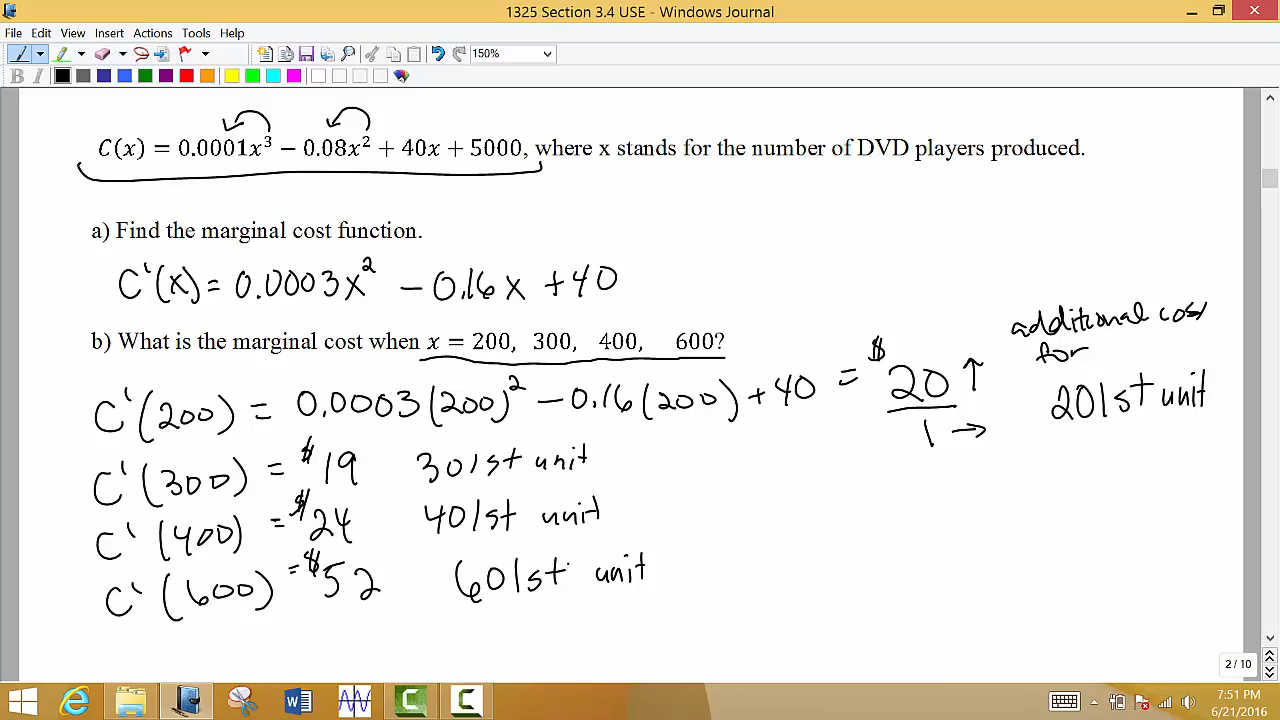 1325 Section 3.4 USE - Windows Journal
File Edit View Insert Actions Tools Help
150%
B I
C(x) = 0.0001x³ − 0.08x² + 40x + 5000, where x stands for the number of DVD players produced.
a) Find the marginal cost function.
C'(x) = 0.0003x² − 0.16x + 40
b) What is the marginal cost when x = 200, 300, 400, 600?
additional cost
for
201st unit
C'(200) = 0.0003(200)² − 0.16(200) + 40 = $20 ↑
1 →
C'(300) = $19 301st unit
C'(400) = $24 401st unit
C'(600) = $52 601st unit
2 / 10
7:51 PM
6/21/2016